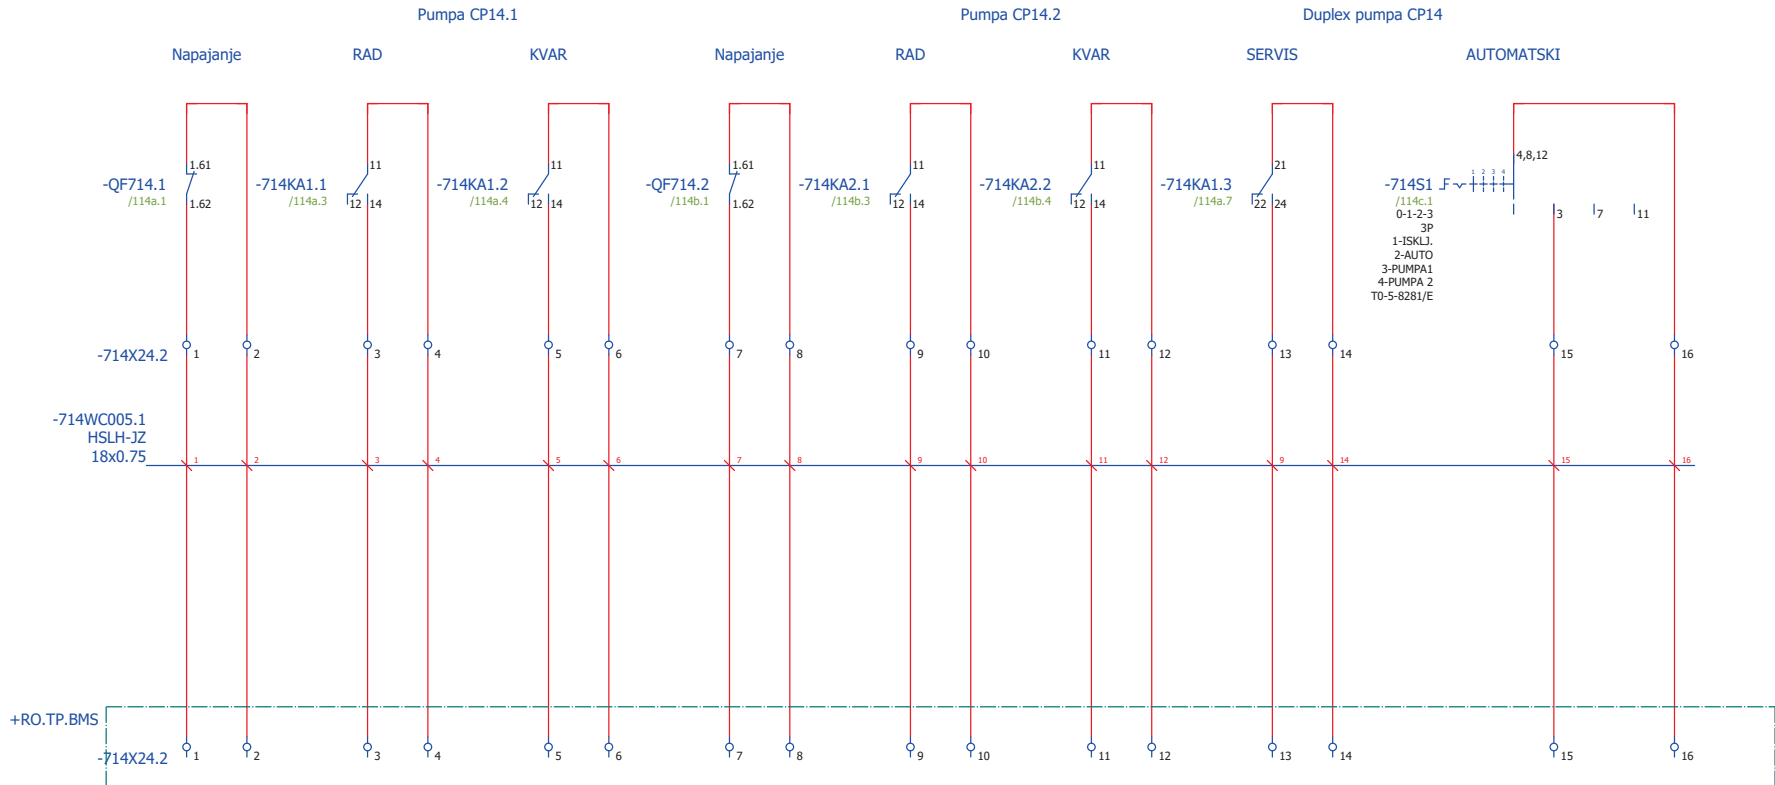 Pumpa CP14.1 Pumpa CP14.2 Duplex pumpa CP14
Napajanje RAD KVAR Napajanje RAD KVAR SERVIS AUTOMATSKI
4,8,12
1.61 11 11 1.61 11 11 21
1 2 3 4
-QF714.1 -714KA1.1 -714KA1.2 -QF714.2 -714KA2.1 -714KA2.2 -714KA1.3 -714S1
/114a.1 /114a.3 /114a.4 /114b.1 /114b.3 /114b.4 /114a.7 /114c.1
1.62 12 14 12 14 1.62 12 14 12 14 22 24
0-1-2-3 3 7 11
3P
1-ISKLJ.
2-AUTO
3-PUMPA1
4-PUMPA 2
T0-5-8281/E
-714X24.2 1 2 3 4 5 6 7 8 9 10 11 12 13 14 15 16
-714WC005.1
HSLH-JZ
18x0.75
1 2 3 4 5 6 7 8 9 10 11 12 9 14 15 16
+RO.TP.BMS
-714X24.2 1 2 3 4 5 6 7 8 9 10 11 12 13 14 15 16